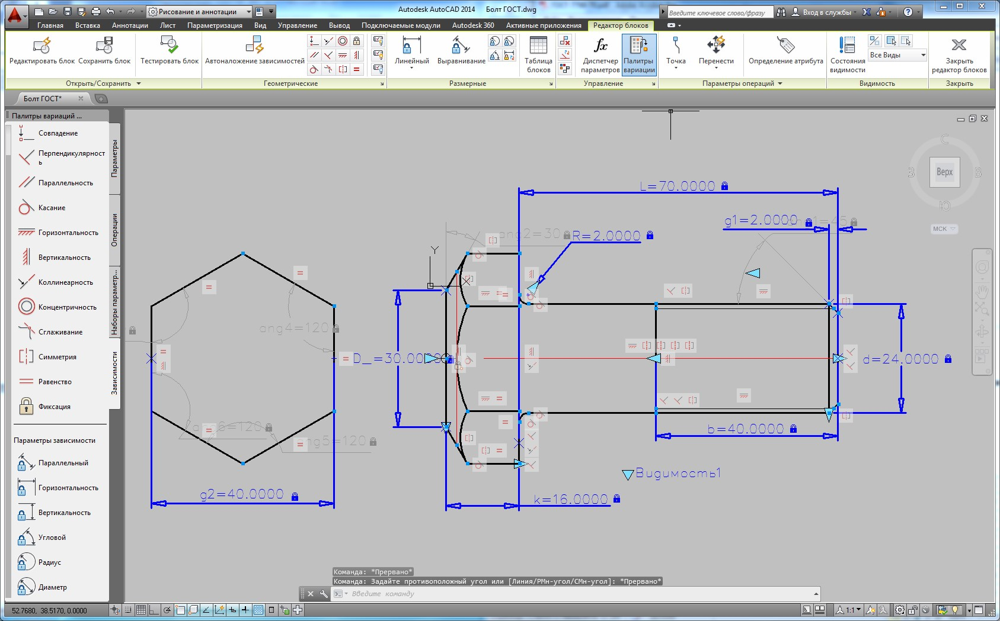 Рисование и аннотации
Autodesk AutoCAD 2014 Болт ГОСТ.dwg
Введите ключевое слово/фразу
Вход в службы
Главная Вставка Аннотации Лист Параметризация Вид Управление Вывод Подключаемые модули Autodesk 360 Активные приложения Редактор блоков
Редактировать блок Сохранить блок Тестировать блок Автоналожение зависимостей Линейный Выравнивание Таблица блоков fx Диспетчер параметров Палитры вариации Точка Перенести Определение атрибута Состояния видимости Все Виды Закрыть редактор блоков
Открыть/Сохранить Геометрические Размерные Управление Параметры операций Видимость Закрыть
Болт ГОСТ*
Палитры вариаций ...
Совпадение
Перпендикулярност
ь
Параллельность
Касание
Горизонтальность
Вертикальность
Коллинеарность
Концентричность
Сглаживание
Симметрия
Равенство
Фиксация
Параметры зависимости
Параллельный
Горизонтальность
Вертикальность
Угловой
Радиус
Диаметр
Параметры
Операции
Наборы параметр...
Зависимости
С
З Верх В
Ю
МСК
L=70.0000
g1=2.0000
ang2=30
R=2.0000
Y
X
ang4=120
D_=30.0000
d=24.0000
b=40.0000
ang5=120
Видимость1
g2=40.0000
k=16.0000
Команда: *Прервано*
Команда: Задайте противоположный угол или [Линия/РМн-угол/СМн-угол]: *Прервано*
Введите команду
52.7680, 38.5170, 0.0000
1:1